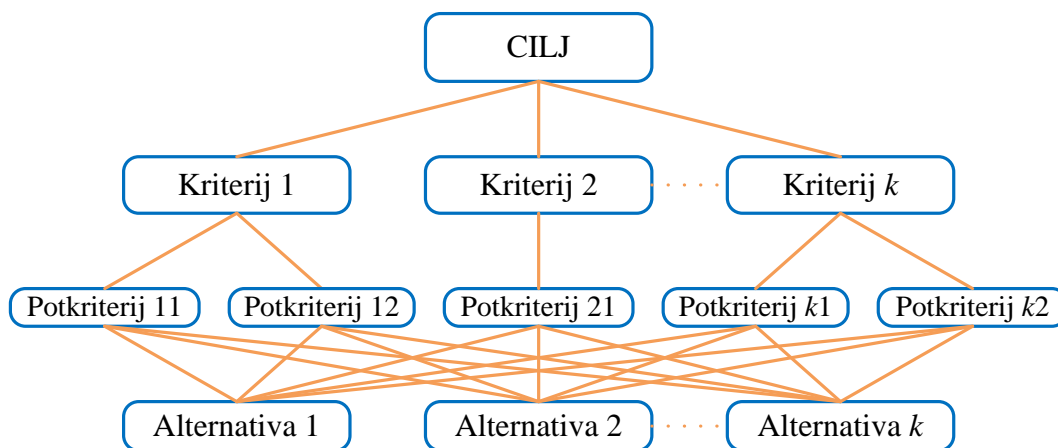 CILJ
Kriterij 1
Kriterij 2
Kriterij k
Potkriterij 11
Potkriterij 12
Potkriterij 21
Potkriterij k1
Potkriterij k2
Alternativa 1
Alternativa 2
Alternativa k